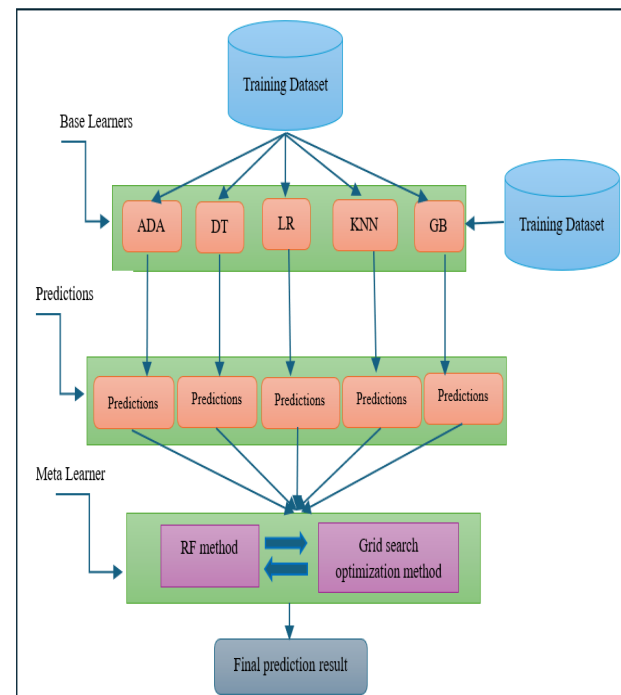 Training Dataset
Base Learners
ADA
DT
LR
KNN
GB
Training Dataset
Predictions
Predictions
Predictions
Predictions
Predictions
Predictions
Meta Learner
RF method
Grid search
optimization method
Final prediction result